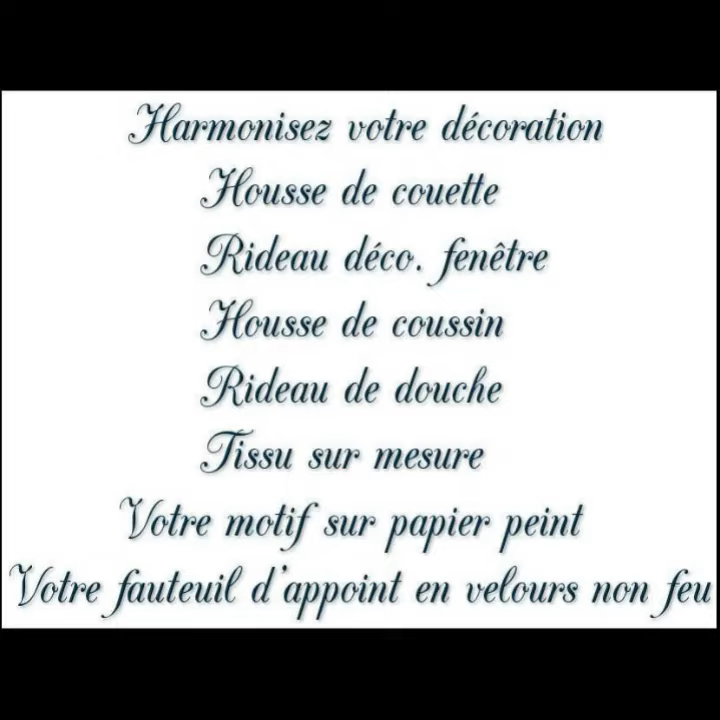 Harmonisez votre décoration
Housse de couette
Rideau déco. fenêtre
Housse de coussin
Rideau de douche
Tissu sur mesure
Votre motif sur papier peint
Votre fauteuil d'appoint en velours non feu